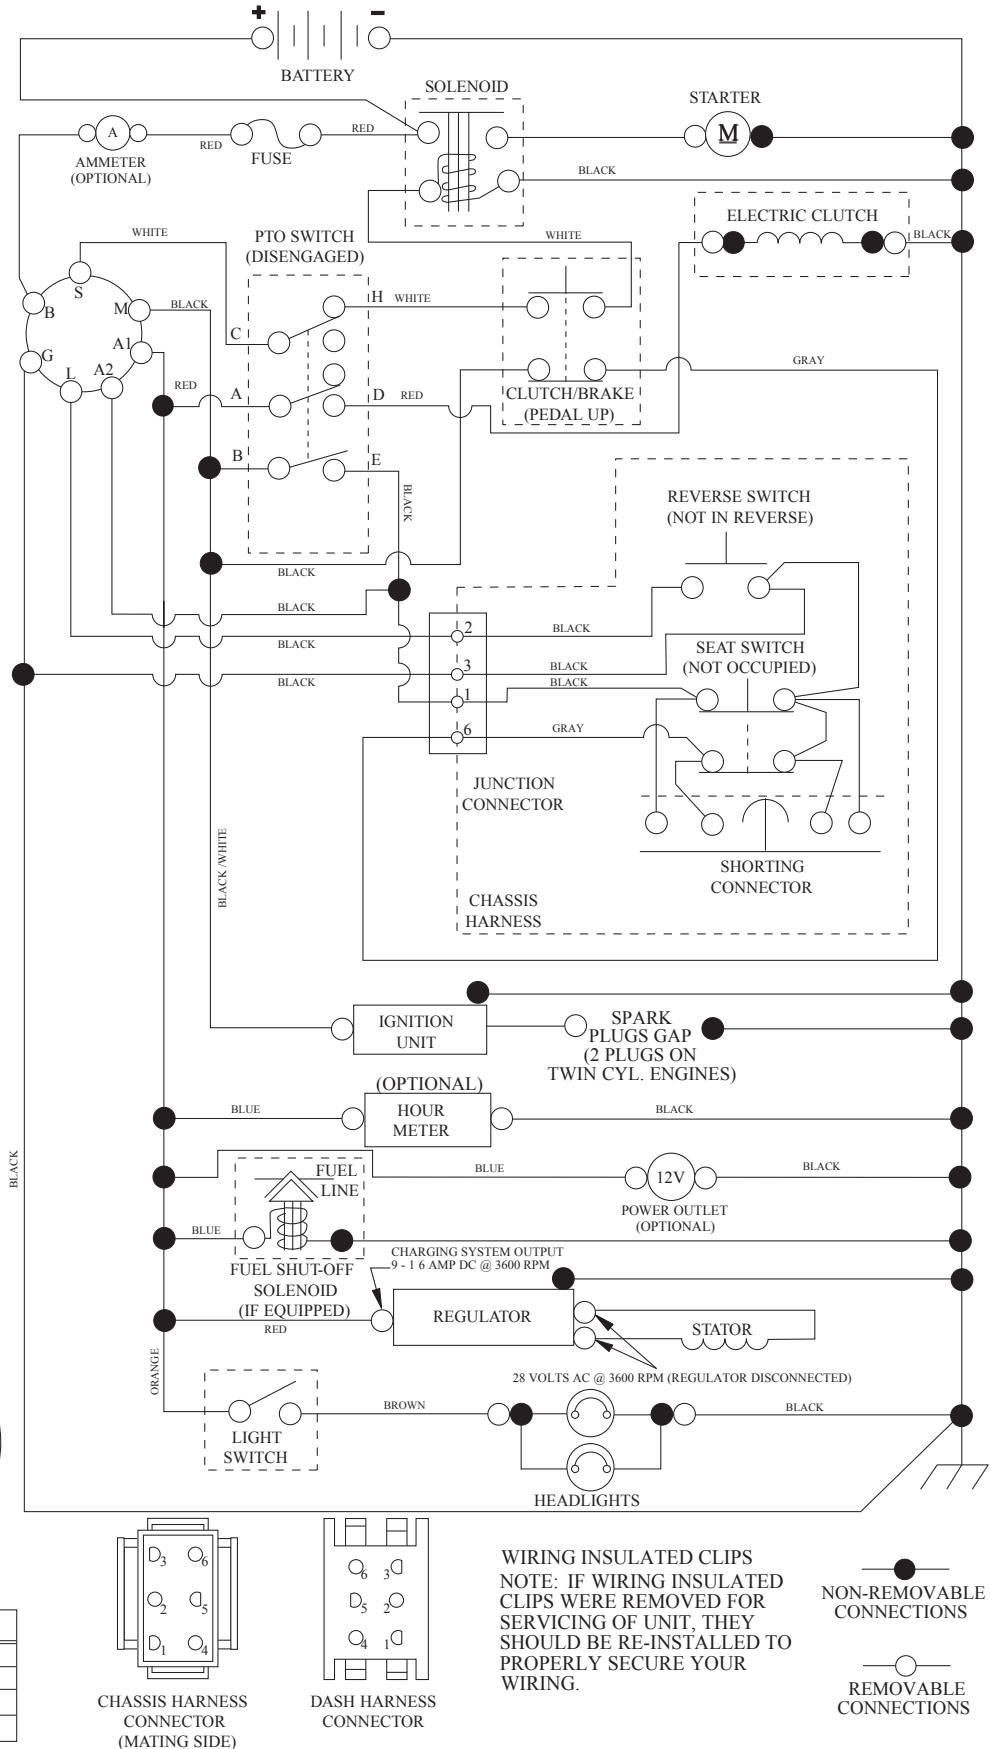 + −
BATTERY
SOLENOID
STARTER
A
M
RED
FUSE
RED
AMMETER
(OPTIONAL)
BLACK
ELECTRIC CLUTCH
BLACK
WHITE
PTO SWITCH
(DISENGAGED)
WHITE
S
B
M
BLACK
H
WHITE
C
G
A1
L
A2
RED
A
D
RED
CLUTCH/BRAKE
(PEDAL UP)
GRAY
B
E
BLACK
REVERSE SWITCH
(NOT IN REVERSE)
BLACK
BLACK
BLACK
2
BLACK
SEAT SWITCH
(NOT OCCUPIED)
3
BLACK
BLACK
1
BLACK
6
GRAY
JUNCTION
CONNECTOR
BLACK /WHITE
SHORTING
CONNECTOR
CHASSIS
HARNESS
IGNITION
UNIT
SPARK
PLUGS GAP
(2 PLUGS ON
TWIN CYL. ENGINES)
(OPTIONAL)
HOUR
METER
BLUE
BLACK
BLACK
FUEL
LINE
BLUE
12V
BLACK
POWER OUTLET
(OPTIONAL)
BLUE
FUEL SHUT-OFF
SOLENOID
(IF EQUIPPED)
CHARGING SYSTEM OUTPUT
9 - 1 6 AMP DC @ 3600 RPM
RED
REGULATOR
STATOR
28 VOLTS AC @ 3600 RPM (REGULATOR DISCONNECTED)
ORANGE
LIGHT
SWITCH
BROWN
BLACK
HEADLIGHTS
3 6
2 5
1 4
CHASSIS HARNESS
CONNECTOR
(MATING SIDE)
6 3
5 2
4 1
DASH HARNESS
CONNECTOR
WIRING INSULATED CLIPS
NOTE: IF WIRING INSULATED
CLIPS WERE REMOVED FOR
SERVICING OF UNIT, THEY
SHOULD BE RE-INSTALLED TO
PROPERLY SECURE YOUR
WIRING.
NON-REMOVABLE
CONNECTIONS
REMOVABLE
CONNECTIONS